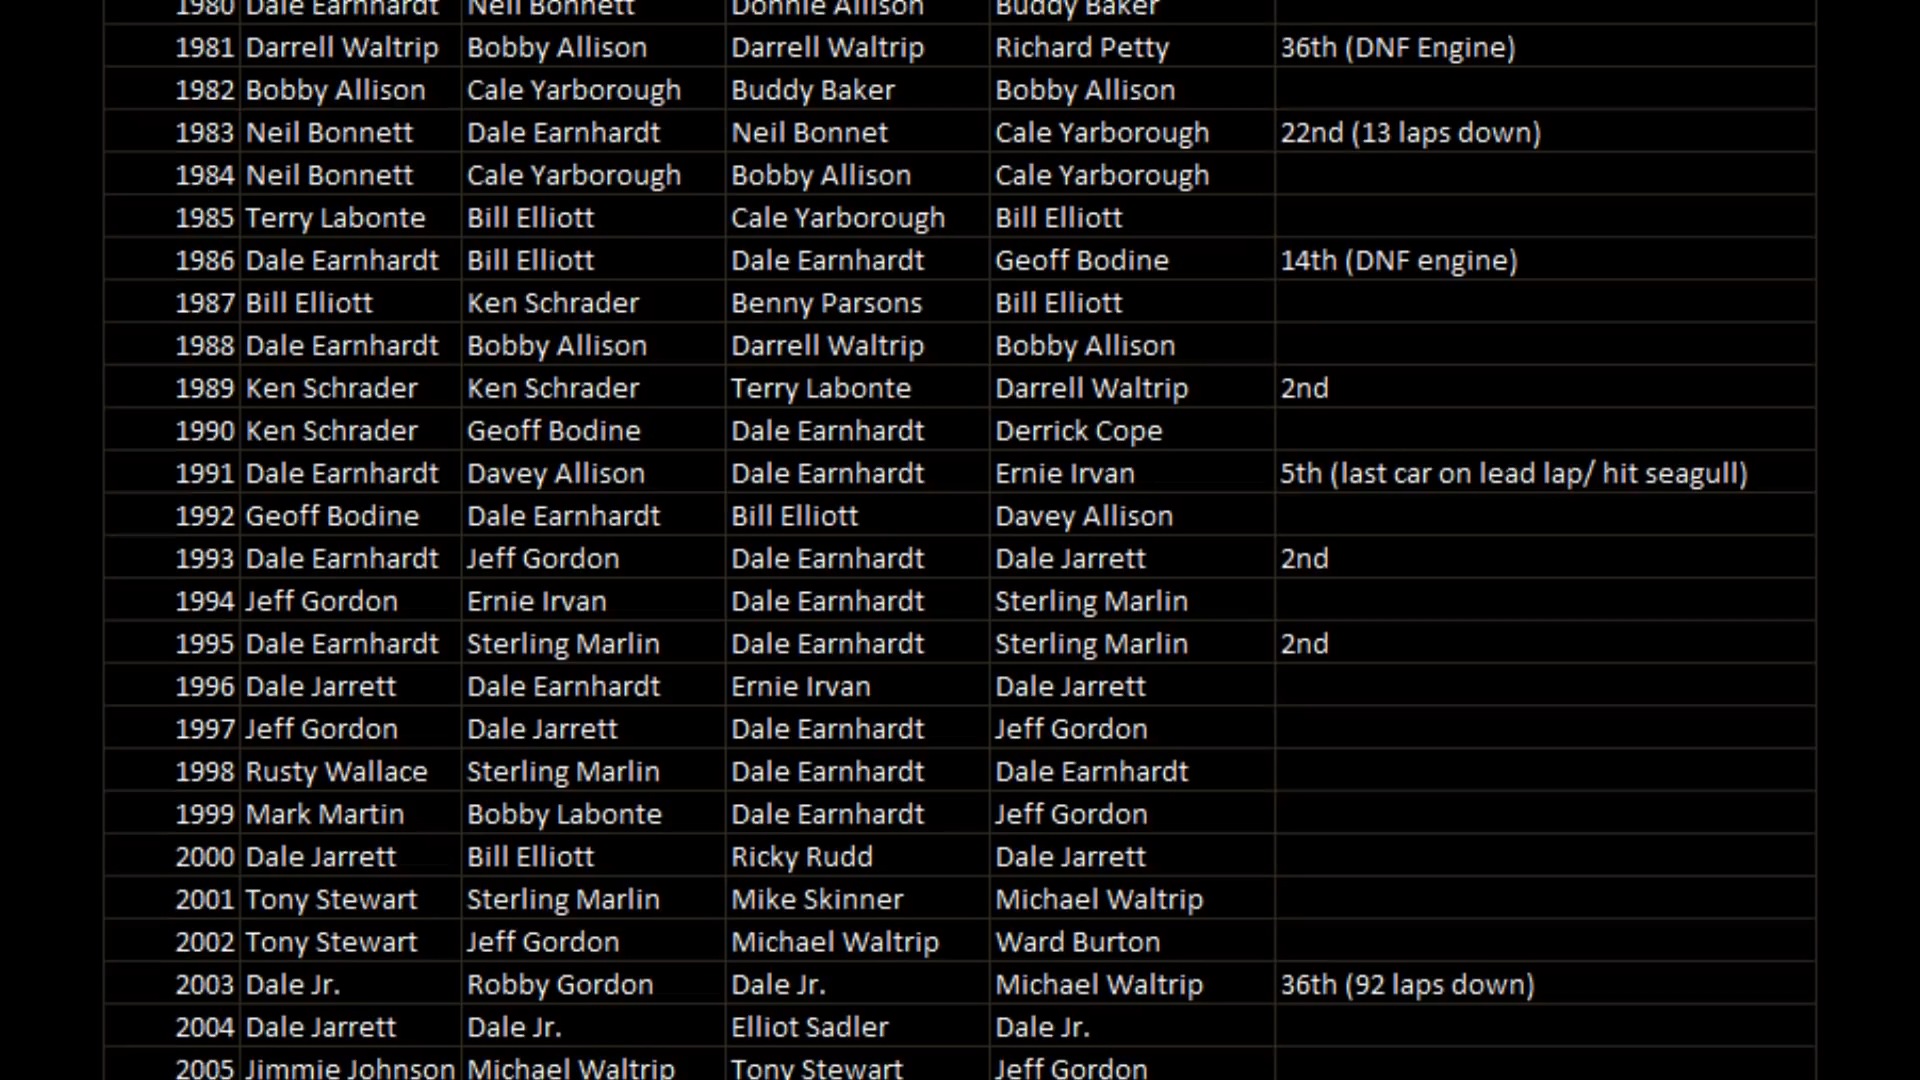 1980 Dale Earnhardt Neil Bonnett Donnie Allison Buddy Baker
1981 Darrell Waltrip Bobby Allison Darrell Waltrip Richard Petty 36th (DNF Engine)
1982 Bobby Allison Cale Yarborough Buddy Baker Bobby Allison
1983 Neil Bonnett Dale Earnhardt Neil Bonnet Cale Yarborough 22nd (13 laps down)
1984 Neil Bonnett Cale Yarborough Bobby Allison Cale Yarborough
1985 Terry Labonte Bill Elliott Cale Yarborough Bill Elliott
1986 Dale Earnhardt Bill Elliott Dale Earnhardt Geoff Bodine 14th (DNF engine)
1987 Bill Elliott Ken Schrader Benny Parsons Bill Elliott
1988 Dale Earnhardt Bobby Allison Darrell Waltrip Bobby Allison
1989 Ken Schrader Ken Schrader Terry Labonte Darrell Waltrip 2nd
1990 Ken Schrader Geoff Bodine Dale Earnhardt Derrick Cope
1991 Dale Earnhardt Davey Allison Dale Earnhardt Ernie Irvan 5th (last car on lead lap/ hit seagull)
1992 Geoff Bodine Dale Earnhardt Bill Elliott Davey Allison
1993 Dale Earnhardt Jeff Gordon Dale Earnhardt Dale Jarrett 2nd
1994 Jeff Gordon Ernie Irvan Dale Earnhardt Sterling Marlin
1995 Dale Earnhardt Sterling Marlin Dale Earnhardt Sterling Marlin 2nd
1996 Dale Jarrett Dale Earnhardt Ernie Irvan Dale Jarrett
1997 Jeff Gordon Dale Jarrett Dale Earnhardt Jeff Gordon
1998 Rusty Wallace Sterling Marlin Dale Earnhardt Dale Earnhardt
1999 Mark Martin Bobby Labonte Dale Earnhardt Jeff Gordon
2000 Dale Jarrett Bill Elliott Ricky Rudd Dale Jarrett
2001 Tony Stewart Sterling Marlin Mike Skinner Michael Waltrip
2002 Tony Stewart Jeff Gordon Michael Waltrip Ward Burton
2003 Dale Jr. Robby Gordon Dale Jr. Michael Waltrip 36th (92 laps down)
2004 Dale Jarrett Dale Jr. Elliot Sadler Dale Jr.
2005 Jimmie Johnson Michael Waltrip Tony Stewart Jeff Gordon